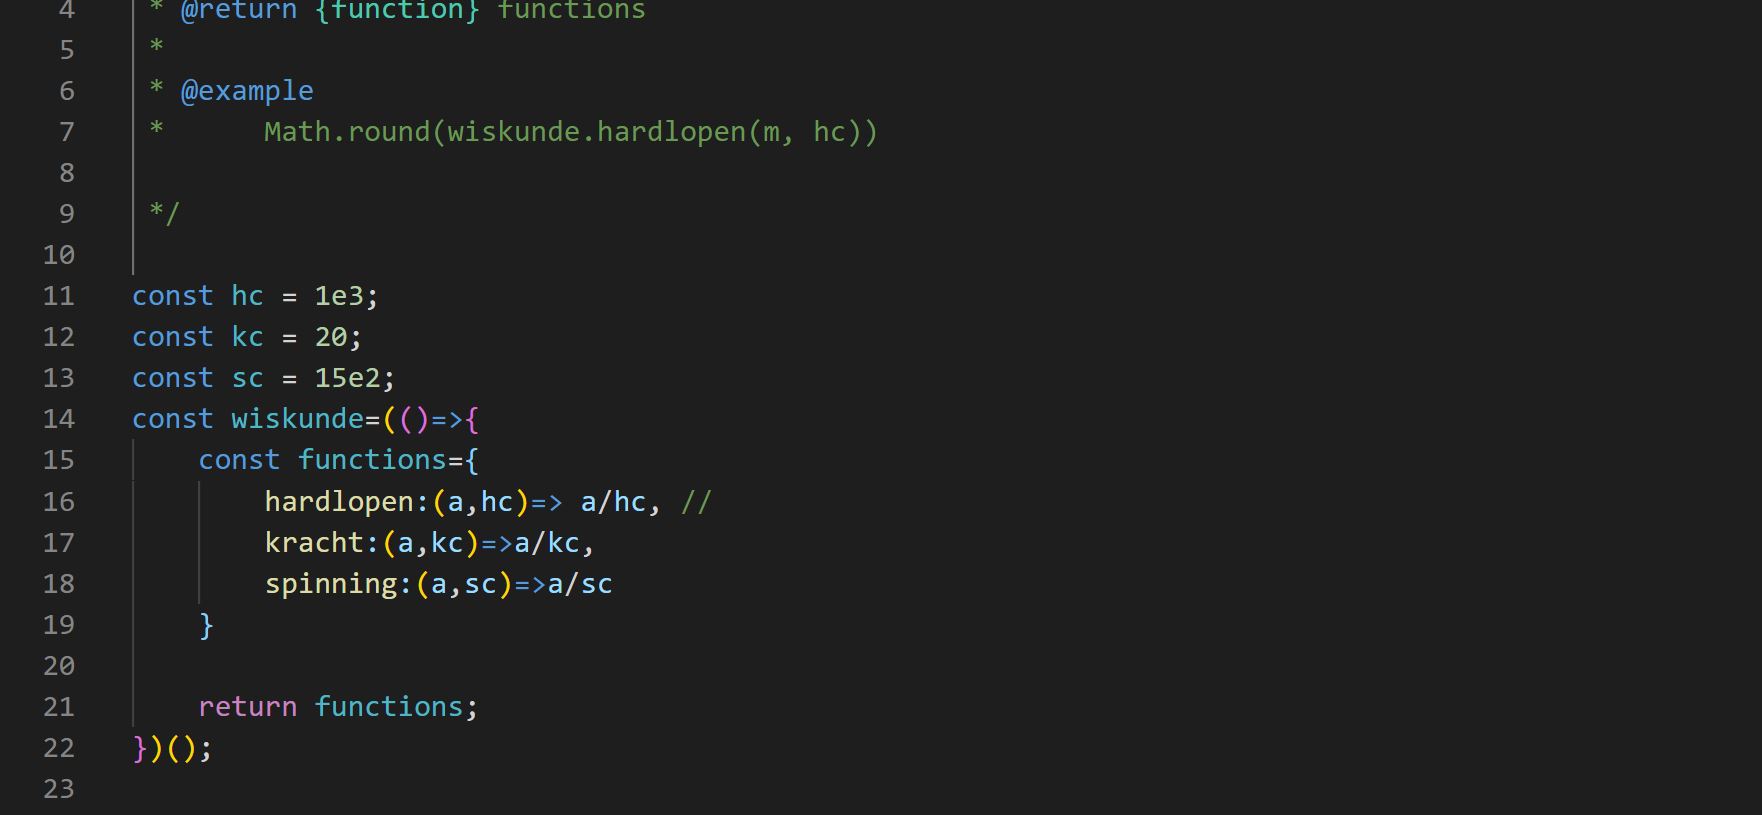 4 * @return {function} functions
5 *
6 * @example
7 *      Math.round(wiskunde.hardlopen(m, hc))
8
9 */
10
11 const hc = 1e3;
12 const kc = 20;
13 const sc = 15e2;
14 const wiskunde=(()=>{
15     const functions={
16         hardlopen:(a,hc)=> a/hc, //
17         kracht:(a,kc)=>a/kc,
18         spinning:(a,sc)=>a/sc
19     }
20
21     return functions;
22 })();
23